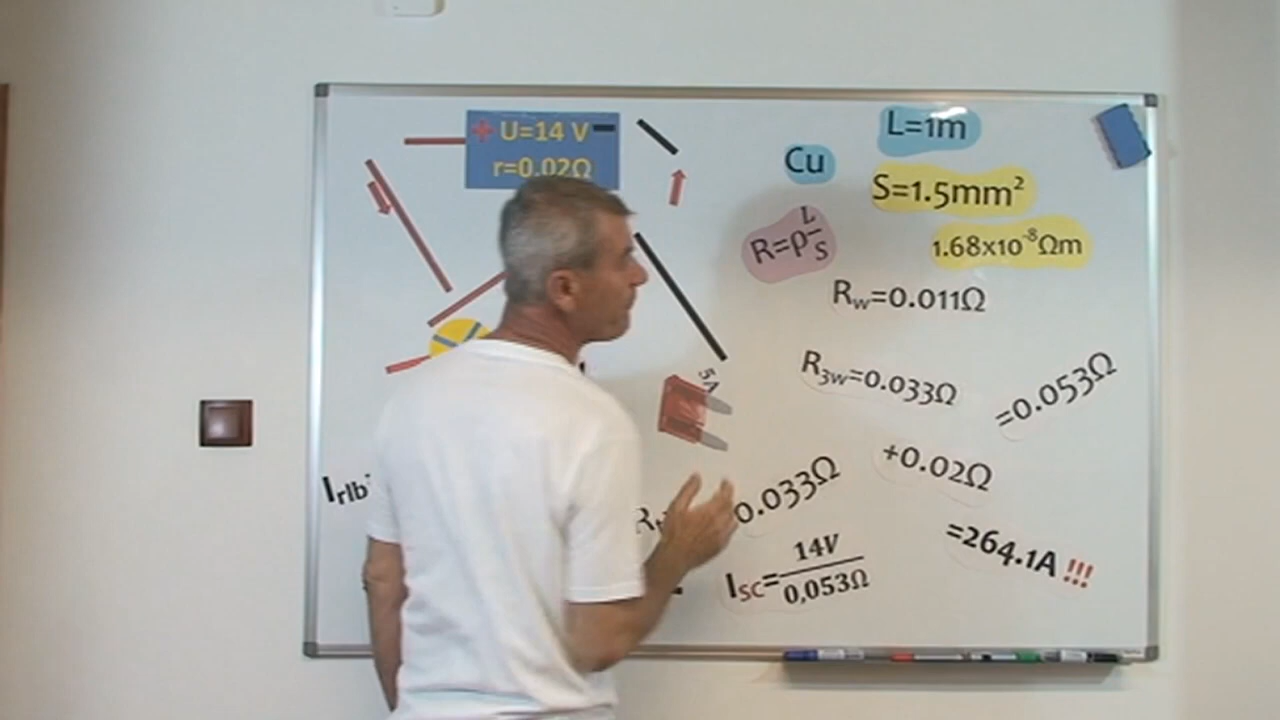 + U=14 V −
r=0.02Ω
L=1m
Cu
S=1.5mm²
R=ρL/S
1.68x10⁻⁸Ωm
Rw=0.011Ω
R3w=0.033Ω
=0.053Ω
5A
+0.02Ω
Irlb
0.033Ω
ISC=14V/0,053Ω
=264.1A !!!